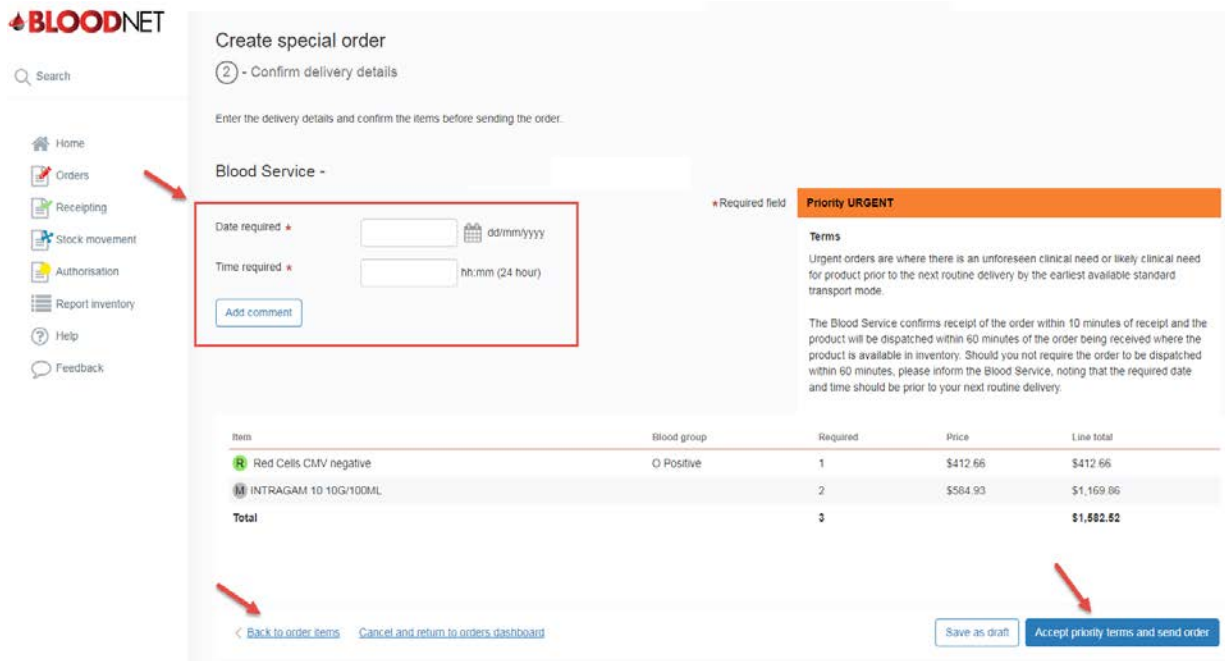 BLOODNET
Search
Home
Orders
Receipting
Stock movement
Authorisation
Report inventory
Help
Feedback
Create special order
2 - Confirm delivery details
Enter the delivery details and confirm the items before sending the order.
Blood Service -
★Required field
Date required ★ dd/mm/yyyy
Time required ★ hh:mm (24 hour)
Add comment
Priority URGENT
Terms
Urgent orders are where there is an unforeseen clinical need or likely clinical need
for product prior to the next routine delivery by the earliest available standard
transport mode.
The Blood Service confirms receipt of the order within 10 minutes of receipt and the
product will be dispatched within 60 minutes of the order being received where the
product is available in inventory. Should you not require the order to be dispatched
within 60 minutes, please inform the Blood Service, noting that the required date
and time should be prior to your next routine delivery.
Item Blood group Required Price Line total
R Red Cells CMV negative O Positive 1 $412.66 $412.66
M INTRAGAM 10 10G/100ML 2 $584.93 $1,169.86
Total 3 $1,582.52
< Back to order items Cancel and return to orders dashboard Save as draft Accept priority terms and send order